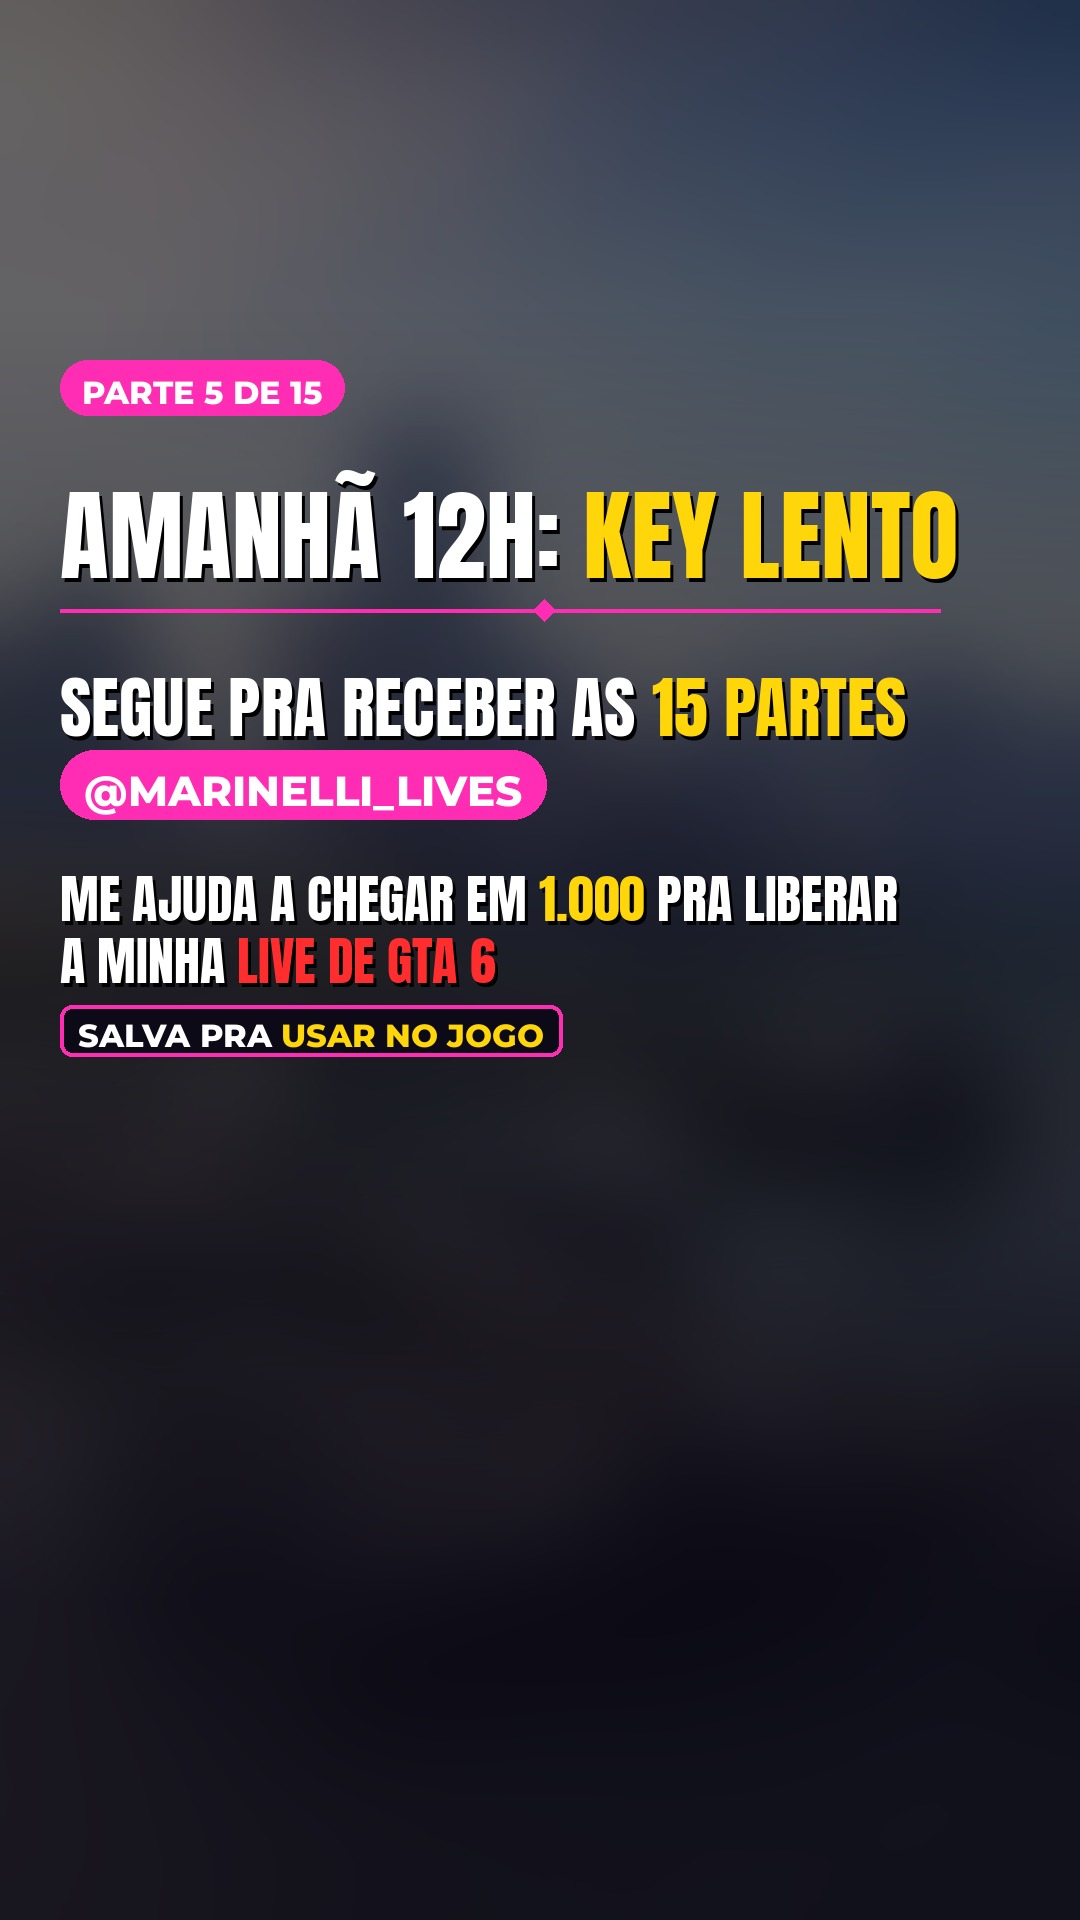 PARTE 5 DE 15
AMANHÃ 12H: KEY LENTO
SEGUE PRA RECEBER AS 15 PARTES
@MARINELLI_LIVES
ME AJUDA A CHEGAR EM 1.000 PRA LIBERAR
A MINHA LIVE DE GTA 6
SALVA PRA USAR NO JOGO